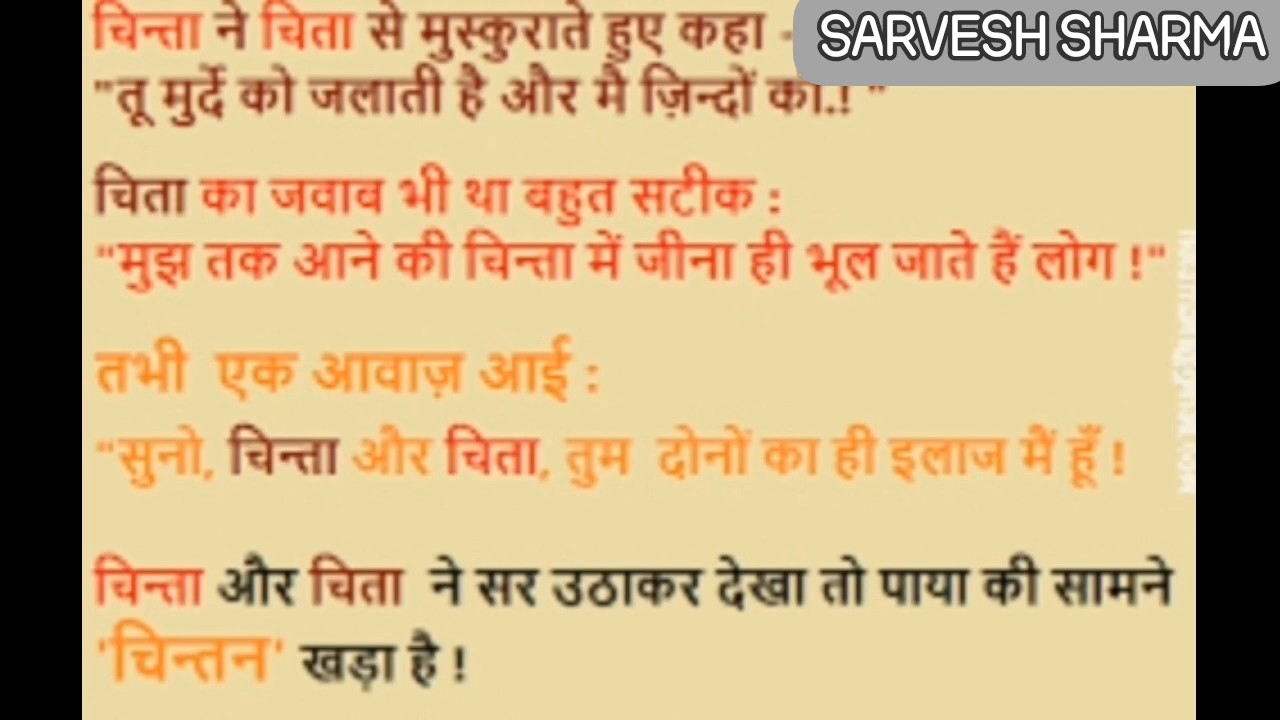 SARVESH SHARMA
चिन्ता ने चिता से मुस्कुराते हुए कहा -
"तू मुर्दे को जलाती है और मै ज़िन्दों को.! "
चिता का जवाब भी था बहुत सटीक :
"मुझ तक आने की चिन्ता में जीना ही भूल जाते हैं लोग !"
तभी एक आवाज़ आई :
"सुनो, चिन्ता और चिता, तुम दोनों का ही इलाज मैं हूँ !
चिन्ता और चिता ने सर उठाकर देखा तो पाया की सामने
'चिन्तन' खड़ा है !